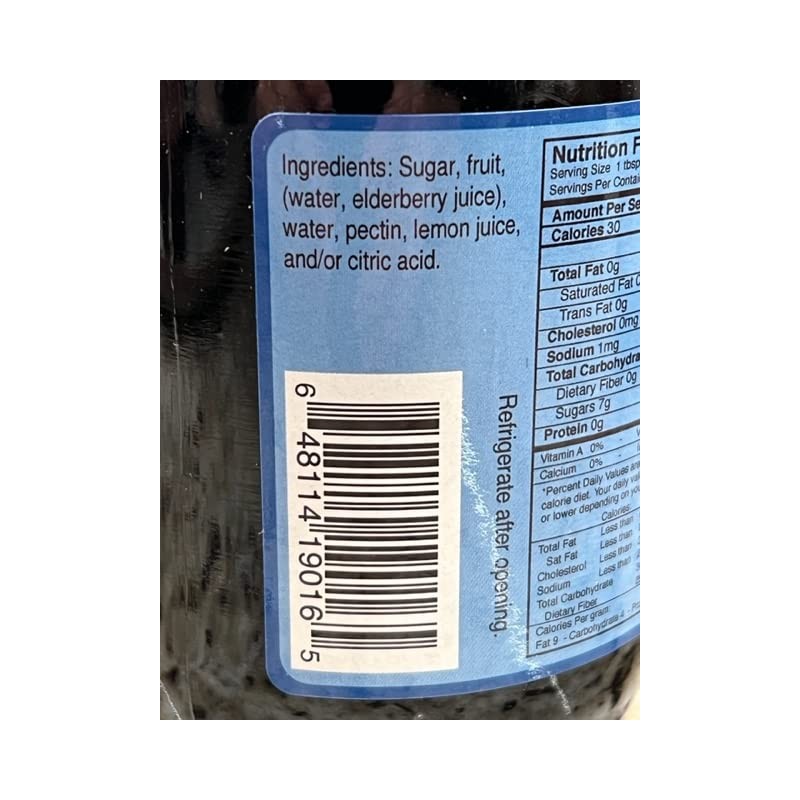 Ingredients: Sugar, fruit,
(water, elderberry juice),
water, pectin, lemon juice,
and/or citric acid.
6 48114 19016 5
Refrigerate after opening.
Nutrition
Serving Size 1 tbsp
Servings Per
Amount Per
Calories 30
Total Fat 0g
Saturated Fat
Trans Fat 0g
Cholesterol 0mg
Sodium 1mg
Total
Dietary Fiber 0g
Sugars 7g
Protein 0g
Vitamin A 0% -
Calcium 0% -
*Percent Daily Values are
calorie diet. Your daily
or lower depending on
Calories:
Total Fat Less than
Sat Fat Less than
Cholesterol Less than
Sodium Less than
Total Carbohydrate
Dietary Fiber
Calories Per gram:
Fat 9 - Carbohydrate 4 -